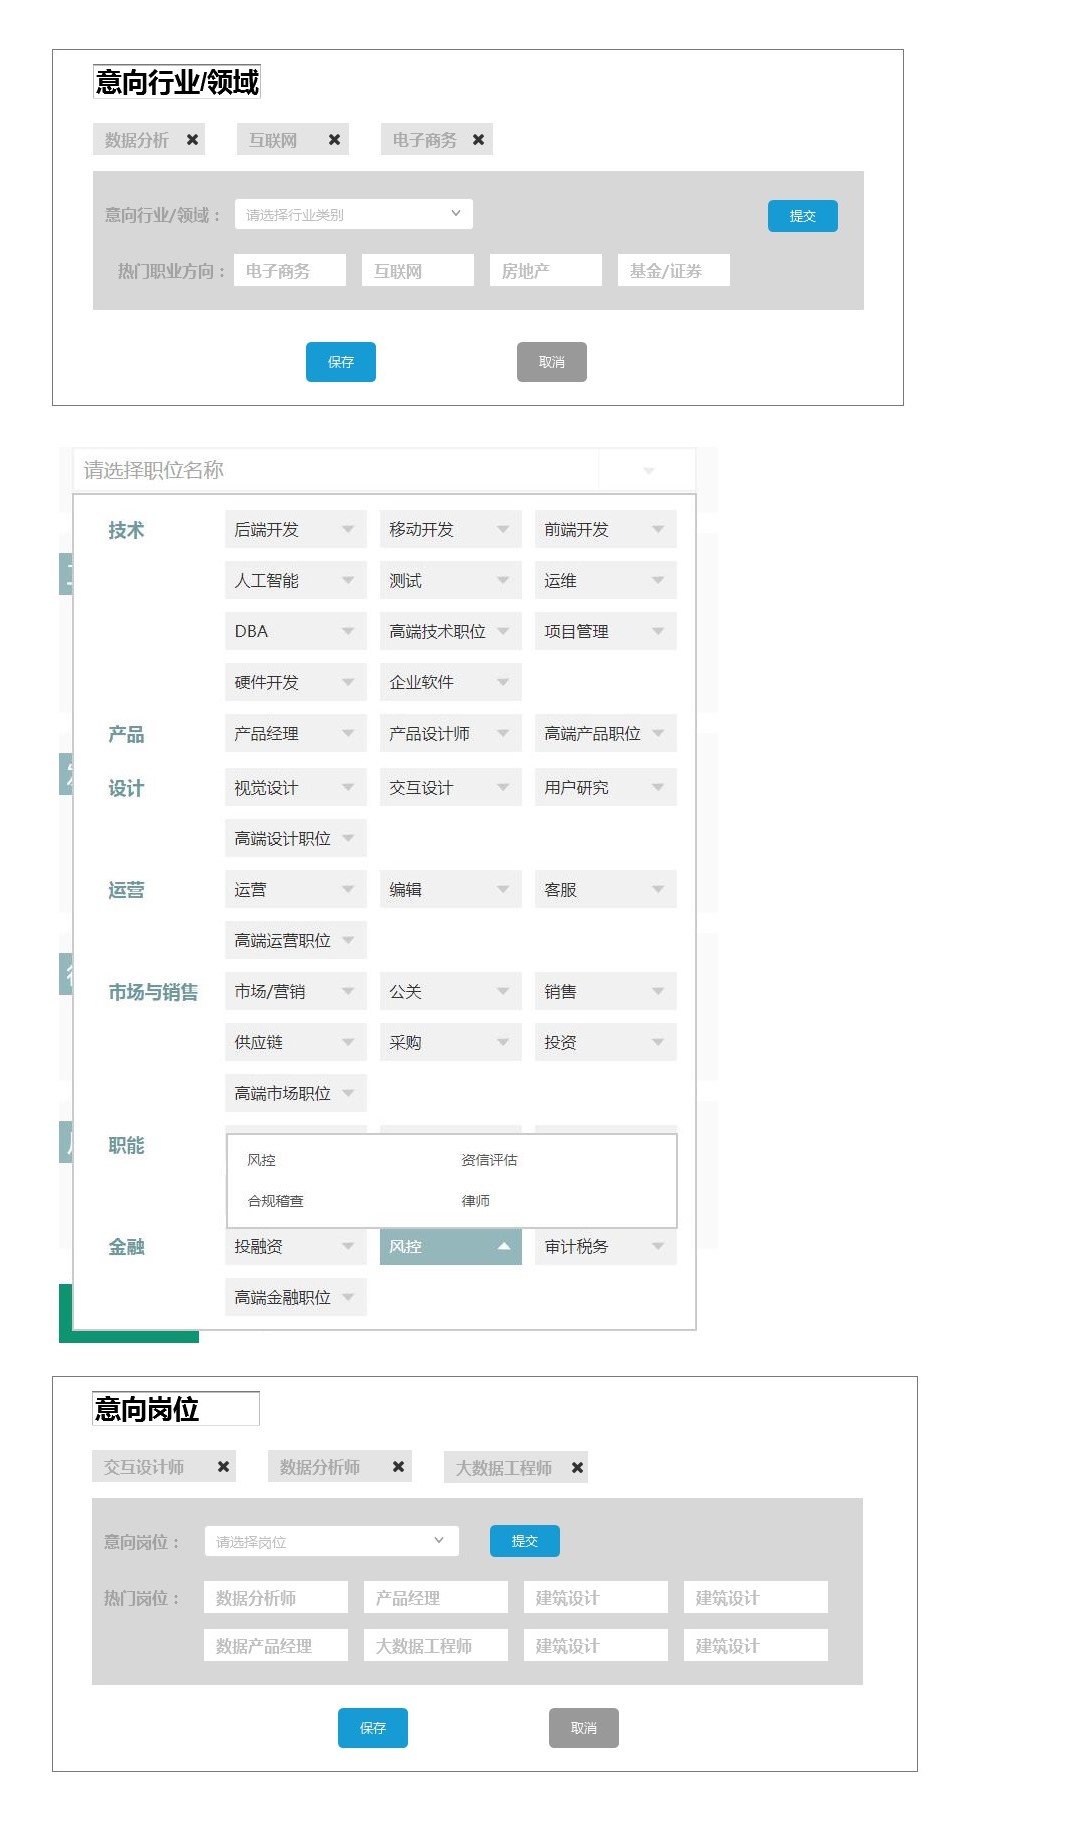 意向行业/领域
数据分析 ✖ 互联网 ✖ 电子商务 ✖
意向行业/领域： 请选择行业类别 提交
热门职业方向： 电子商务 互联网 房地产 基金/证券
保存 取消
请选择职位名称
技术 后端开发 移动开发 前端开发
人工智能 测试 运维
DBA 高端技术职位 项目管理
硬件开发 企业软件
产品 产品经理 产品设计师 高端产品职位
设计 视觉设计 交互设计 用户研究
高端设计职位
运营 运营 编辑 客服
高端运营职位
市场与销售 市场/营销 公关 销售
供应链 采购 投资
高端市场职位
职能
风控 资信评估
合规稽查 律师
金融 投融资 风控 审计税务
高端金融职位
意向岗位
交互设计师 ✖ 数据分析师 ✖ 大数据工程师 ✖
意向岗位： 请选择岗位 提交
热门岗位： 数据分析师 产品经理 建筑设计 建筑设计
数据产品经理 大数据工程师 建筑设计 建筑设计
保存 取消